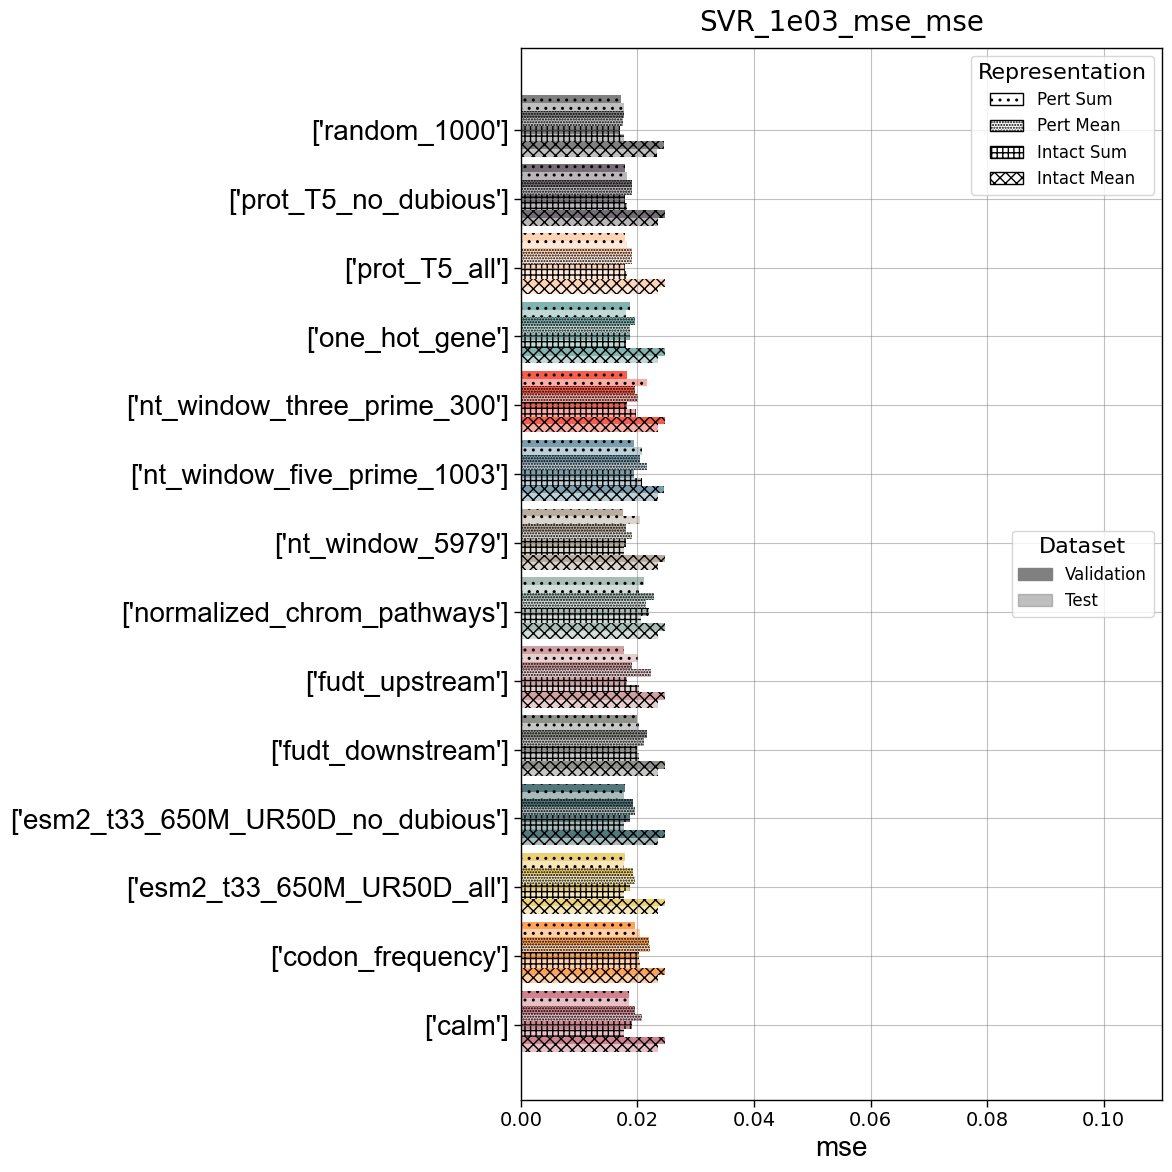 SVR_1e03_mse_mse
Representation
Pert Sum
Pert Mean
Intact Sum
Intact Mean
['random_1000']
['prot_T5_no_dubious']
['prot_T5_all']
['one_hot_gene']
['nt_window_three_prime_300']
['nt_window_five_prime_1003']
['nt_window_5979']
Dataset
Validation
Test
['normalized_chrom_pathways']
['fudt_upstream']
['fudt_downstream']
['esm2_t33_650M_UR50D_no_dubious']
['esm2_t33_650M_UR50D_all']
['codon_frequency']
['calm']
0.00 0.02 0.04 0.06 0.08 0.10
mse